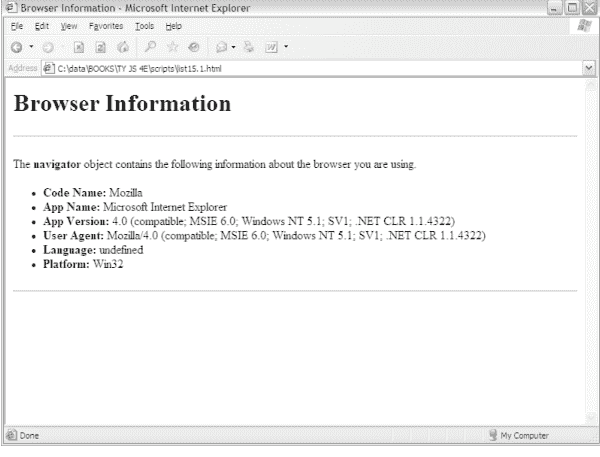 Browser Information - Microsoft Internet Explorer
File Edit View Favorites Tools Help
Address C:\data\BOOKS\TY JS 4E\scripts\list15.1.html
Browser Information
The navigator object contains the following information about the browser you are using.
• Code Name: Mozilla
• App Name: Microsoft Internet Explorer
• App Version: 4.0 (compatible; MSIE 6.0; Windows NT 5.1; SV1; .NET CLR 1.1.4322)
• User Agent: Mozilla/4.0 (compatible; MSIE 6.0; Windows NT 5.1; SV1; .NET CLR 1.1.4322)
• Language: undefined
• Platform: Win32
Done My Computer